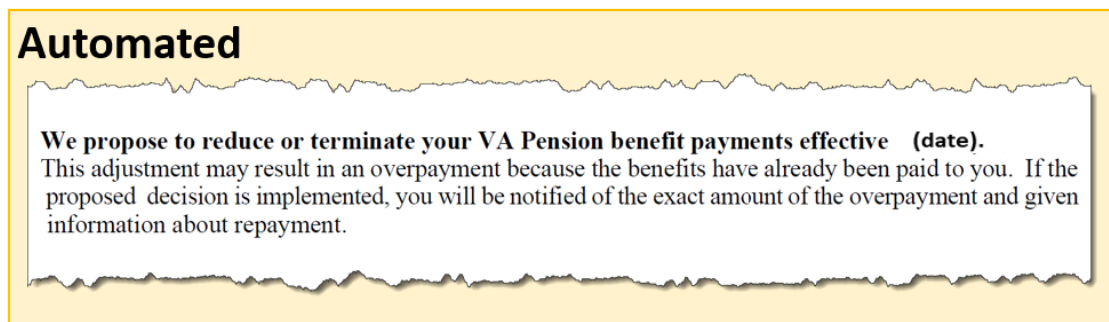 Automated
We propose to reduce or terminate your VA Pension benefit payments effective (date).
This adjustment may result in an overpayment because the benefits have already been paid to you. If the
proposed decision is implemented, you will be notified of the exact amount of the overpayment and given
information about repayment.